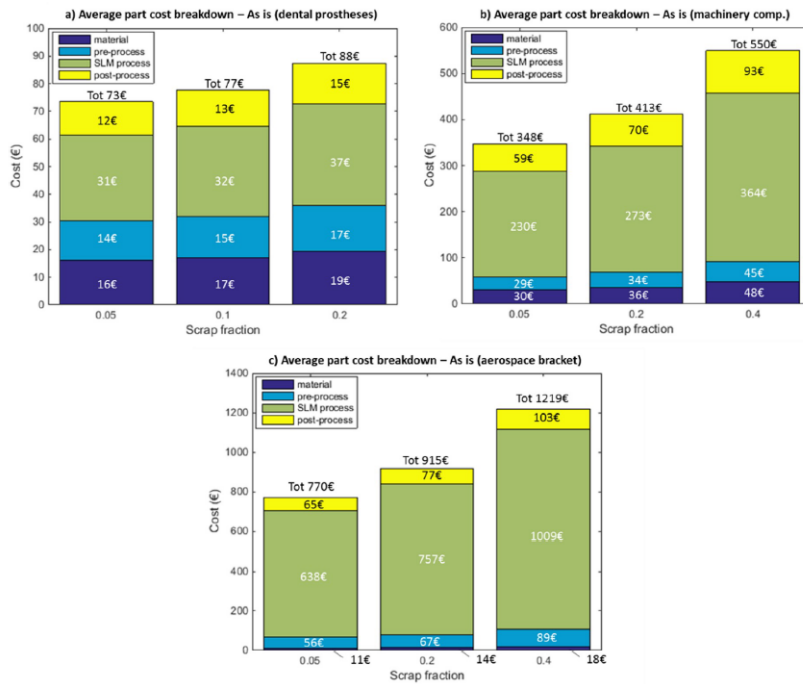 a) Average part cost breakdown – As is (dental prostheses)
material
pre-process
SLM process
post-process
Tot 73€
Tot 77€
Tot 88€
12€
13€
15€
31€
32€
37€
14€
15€
17€
16€
17€
19€
100
90
80
70
60
50
40
30
20
10
0
Cost (€)
0.05
0.1
0.2
Scrap fraction
b) Average part cost breakdown – As is (machinery comp.)
material
pre-process
SLM process
post-process
Tot 348€
Tot 413€
Tot 550€
59€
70€
93€
230€
273€
364€
29€
34€
45€
30€
36€
48€
600
500
400
300
200
100
0
Cost (€)
0.05
0.2
0.4
Scrap fraction
c) Average part cost breakdown – As is (aerospace bracket)
material
pre-process
SLM process
post-process
Tot 770€
Tot 915€
Tot 1219€
65€
77€
103€
638€
757€
1009€
56€
67€
89€
11€
14€
18€
1400
1200
1000
800
600
400
200
0
Cost (€)
0.05
0.2
0.4
Scrap fraction